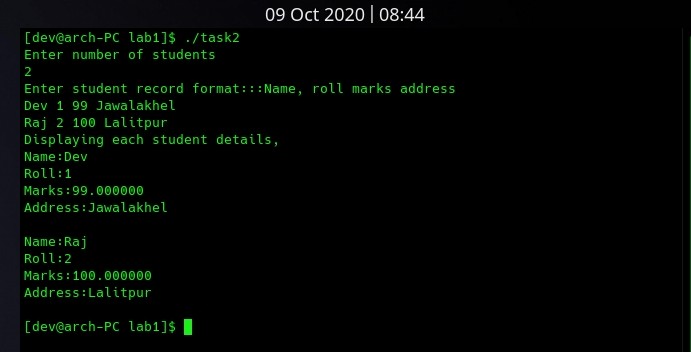 09 Oct 2020 | 08:44
[dev@arch-PC lab1]$ ./task2
Enter number of students
2
Enter student record format:::Name, roll marks address
Dev 1 99 Jawalakhel
Raj 2 100 Lalitpur
Displaying each student details,
Name:Dev
Roll:1
Marks:99.000000
Address:Jawalakhel
Name:Raj
Roll:2
Marks:100.000000
Address:Lalitpur
[dev@arch-PC lab1]$